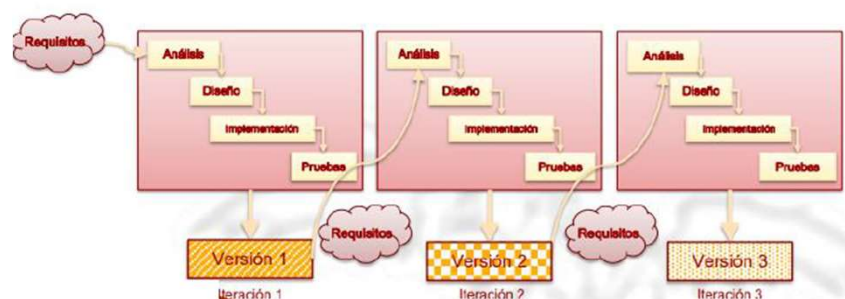 Requisitos
Análisis
Diseño
Implementación
Pruebas
Análisis
Diseño
Implementación
Pruebas
Análisis
Diseño
Implementación
Pruebas
Requisitos
Requisitos
Versión 1
Versión 2
Versión 3
Iteración 1
Iteración 2
Iteración 3